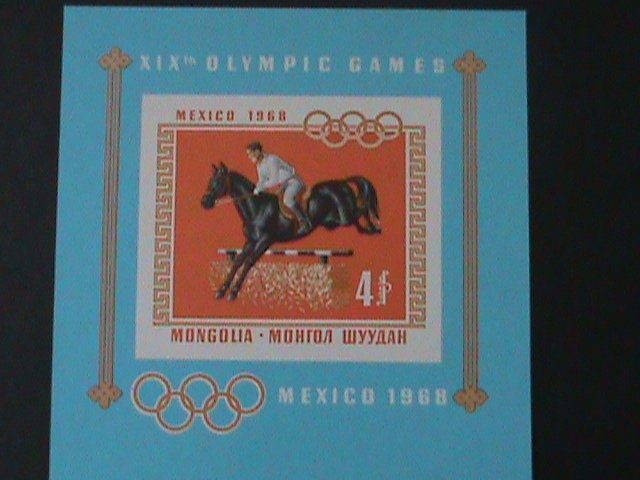 XIXth OLYMPIC GAMES
MEXICO 1968
4
MONGOLIA · МОНГОЛ ШУУДАН
MEXICO 1968